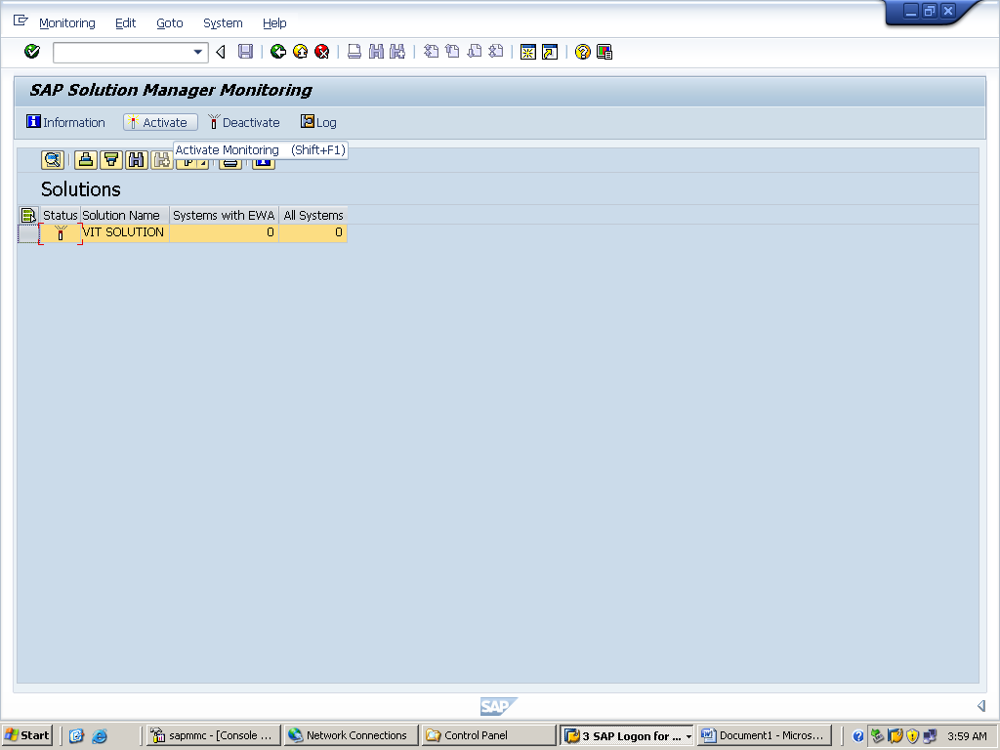 Monitoring Edit Goto System Help
SAP Solution Manager Monitoring
Information Activate Deactivate Log
Activate Monitoring (Shift+F1)
Solutions
Status Solution Name Systems with EWA All Systems
VIT SOLUTION 0 0
SAP
Start sapmmc - [Console ... Network Connections Control Panel 3 SAP Logon for ... Document1 - Micros... 3:59 AM